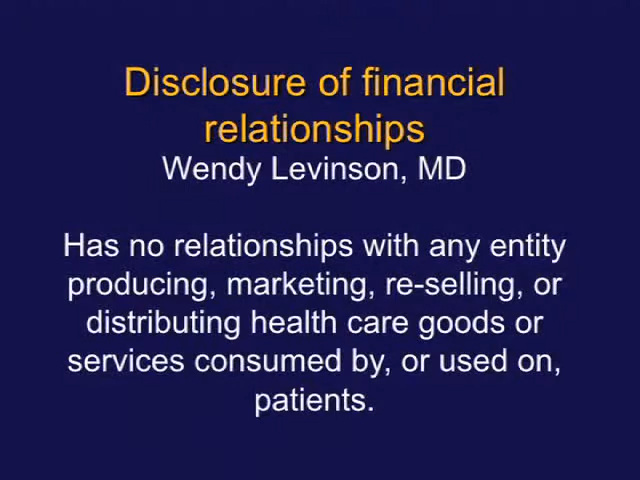 Disclosure of financial
relationships
Wendy Levinson, MD
Has no relationships with any entity
producing, marketing, re-selling, or
distributing health care goods or
services consumed by, or used on,
patients.